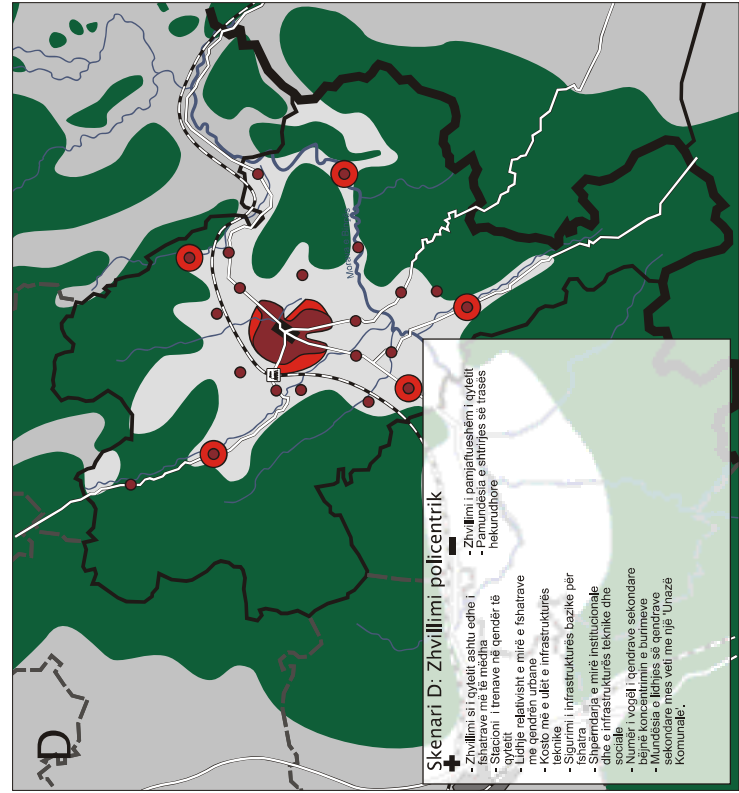 D
Skenari D: Zhvillimi policentrik
+
- Zhvillimi si i qytetit ashtu edhe i
fshatrave më të mëdha
- Stacioni i trenave në qendër të
qytetit
- Lidhje relativisht e mirë e fshatrave
me qendrën urbane
- Kosto më e ulët e infrastrukturës
teknike
- Sigurimi i infrastrukturës bazike për
fshatra
- Shpërndarja e mirë institucionale
dhe e infrastrukturës teknike dhe
sociale
- Numër i vogël i qendrave sekondare
bëjnë koncentrimin e burimeve
- Mundësia e lidhjes së qendrave
sekondare mes veti me një 'Unazë
Komunale'.
-
- Zhvillimi i pamjaftueshëm i qytetit
- Pamundësia e shtrirjes së trasës
hekurudhore